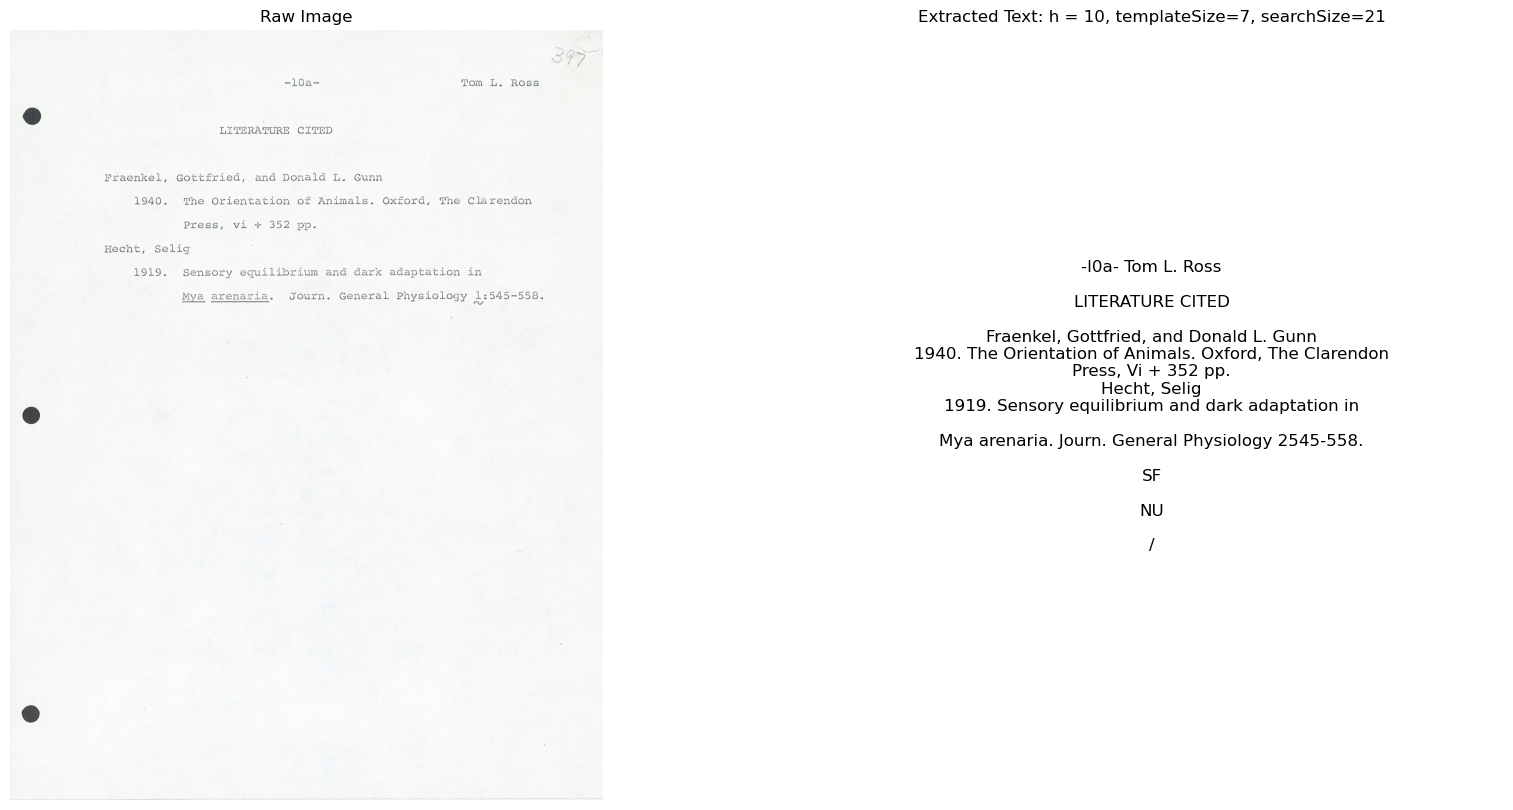 Raw Image
397
-10a- Tom L. Ross
LITERATURE CITED
Fraenkel, Gottfried, and Donald L. Gunn
1940. The Orientation of Animals. Oxford, The Clarendon
Press, vi + 352 pp.
Hecht, Selig
1919. Sensory equilibrium and dark adaptation in
Mya arenaria. Journ. General Physiology 1:545-558.
Extracted Text: h = 10, templateSize=7, searchSize=21
-l0a- Tom L. Ross
LITERATURE CITED
Fraenkel, Gottfried, and Donald L. Gunn
1940. The Orientation of Animals. Oxford, The Clarendon
Press, Vi + 352 pp.
Hecht, Selig
1919. Sensory equilibrium and dark adaptation in
Mya arenaria. Journ. General Physiology 2545-558.
SF
NU
/